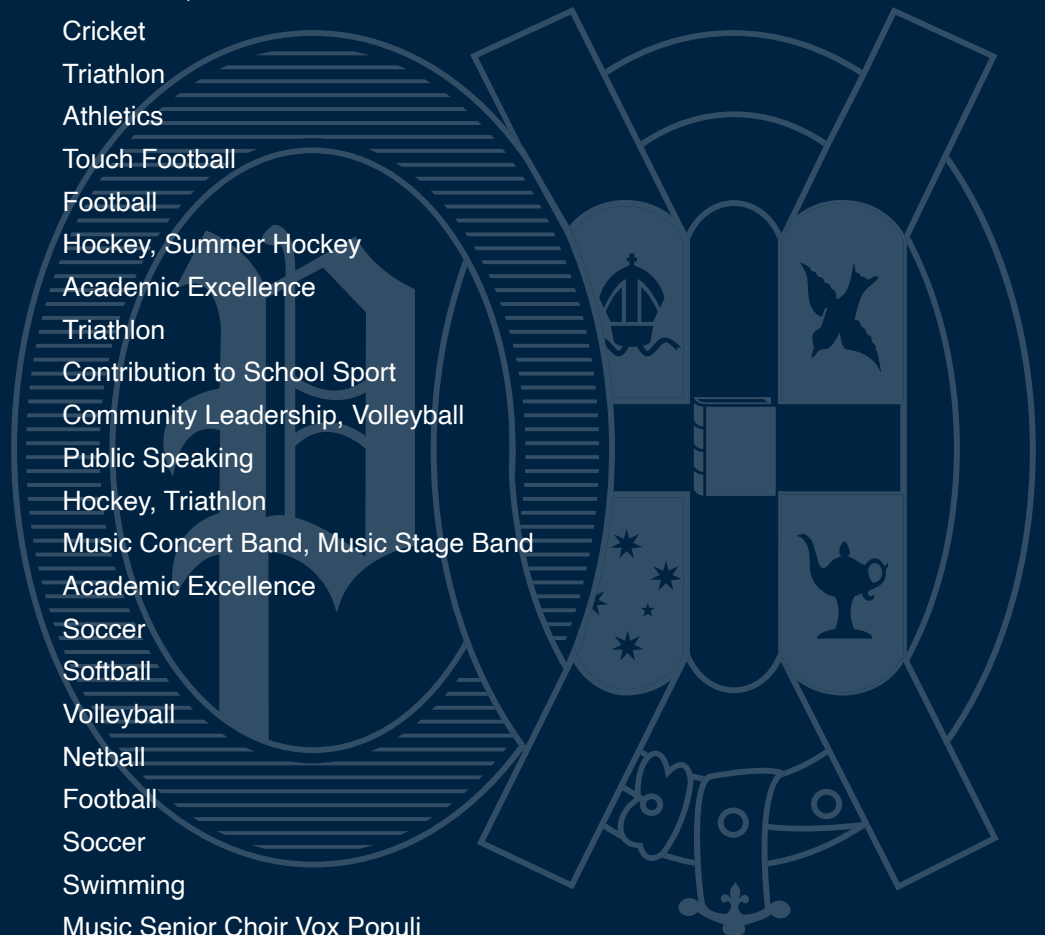 Cricket
Triathlon
Athletics
Touch Football
Football
Hockey, Summer Hockey
Academic Excellence
Triathlon
Contribution to School Sport
Community Leadership, Volleyball
Public Speaking
Hockey, Triathlon
Music Concert Band, Music Stage Band
Academic Excellence
Soccer
Softball
Volleyball
Netball
Football
Soccer
Swimming
Music Senior Choir Vox Populi